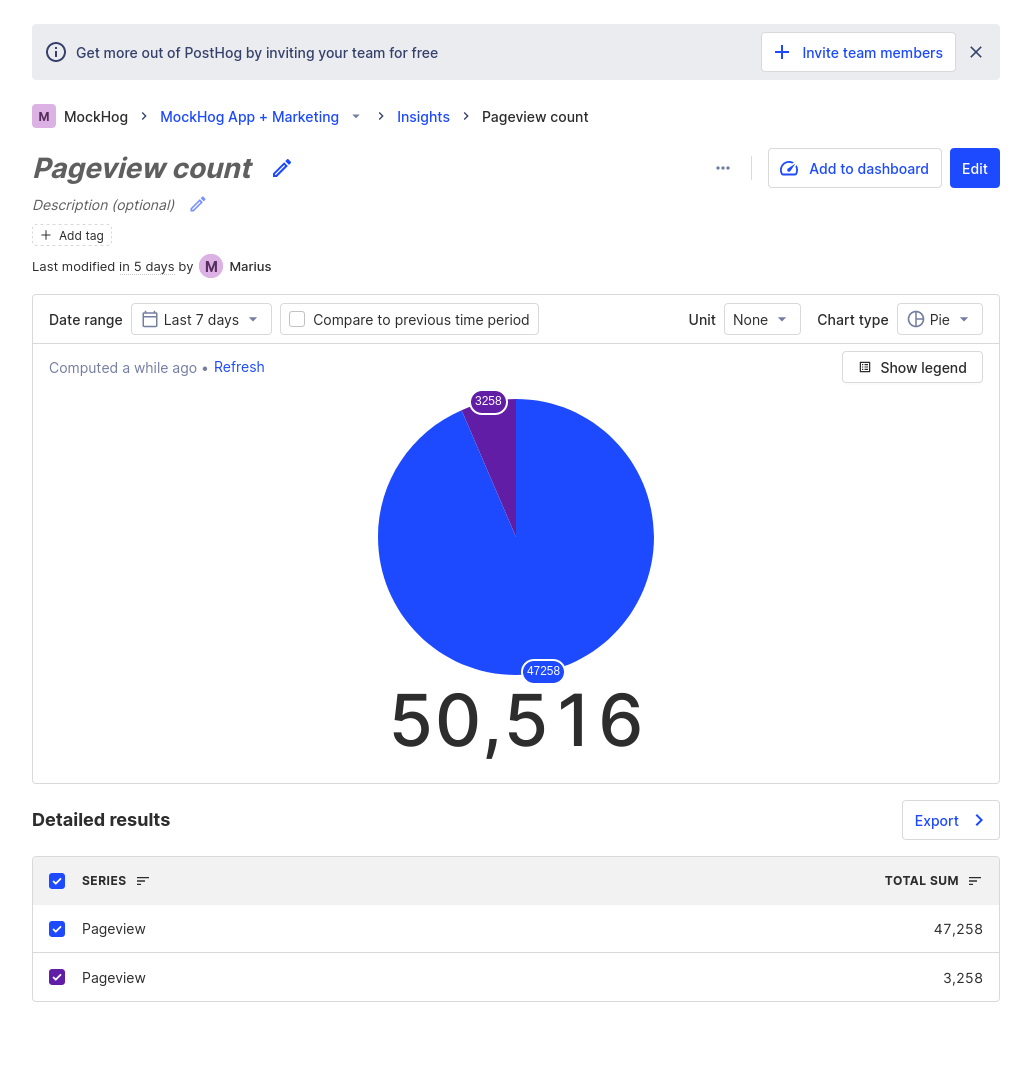 Get more out of PostHog by inviting your team for free
Invite team members
M MockHog MockHog App + Marketing Insights Pageview count
Pageview count
Add to dashboard Edit
Description (optional)
Add tag
Last modified in 5 days by M Marius
Date range Last 7 days Compare to previous time period Unit None Chart type Pie
Computed a while ago • Refresh Show legend
3258
47258
50,516
Detailed results Export
SERIES TOTAL SUM
Pageview 47,258
Pageview 3,258